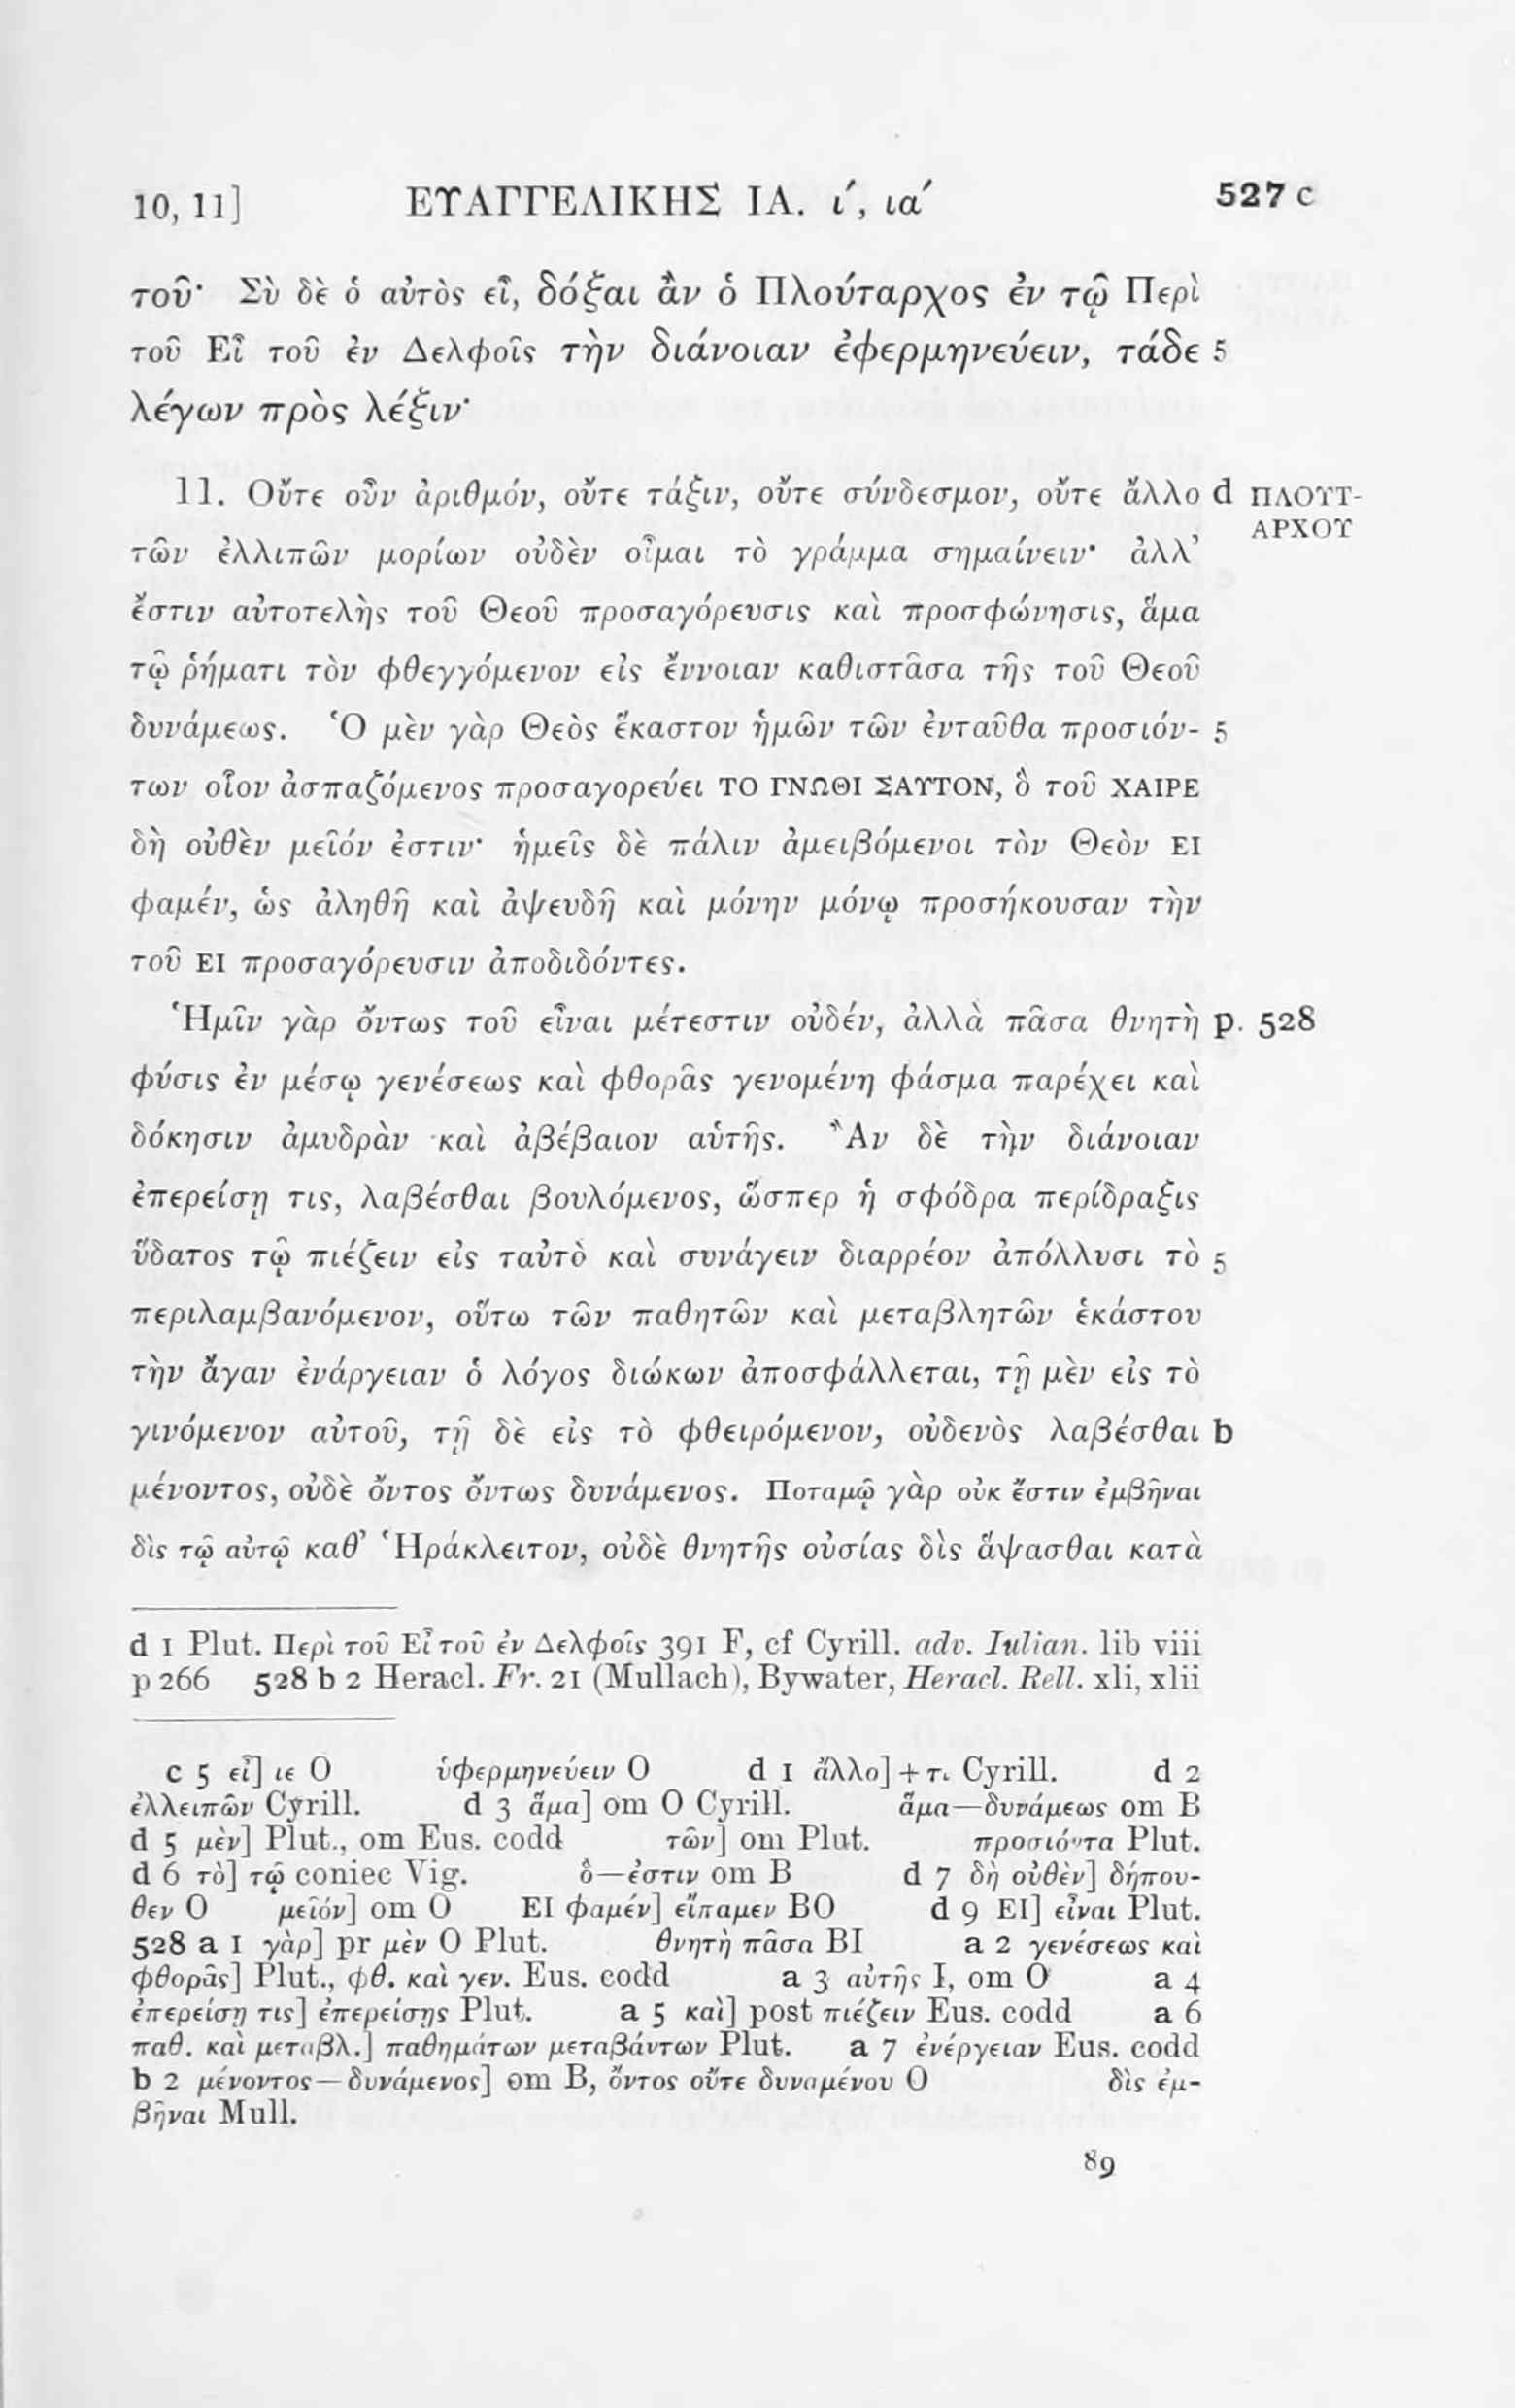 10, 11] ΕΥΑΓΓΕΛΙΚΗΣ ΙΑ. ι´, ια´ 527 c
τοῦ· Σὺ δὲ ὁ αὐτὸς εἶ, δόξαι ἂν ὁ Πλούταρχος ἐν τῷ Περὶ
τοῦ Εἶ τοῦ ἐν Δελφοῖς τὴν διάνοιαν ἐφερμηνεύειν, τάδε 5
λέγων πρὸς λέξιν·
11. Οὔτε οὖν ἀριθμόν, οὔτε τάξιν, οὔτε σύνδεσμον, οὔτε ἄλλο d ΠΛΟΥΤ-
ΑΡΧΟΥ
τῶν ἐλλιπῶν μορίων οὐδὲν οἶμαι τὸ γράμμα σημαίνειν· ἀλλ’
ἔστιν αὐτοτελὴς τοῦ Θεοῦ προσαγόρευσις καὶ προσφώνησις, ἅμα
τῷ ῥήματι τὸν φθεγγόμενον εἰς ἔννοιαν καθιστᾶσα τῆς τοῦ Θεοῦ
δυνάμεως. Ὁ μὲν γὰρ Θεὸς ἕκαστον ἡμῶν τῶν ἐνταῦθα προσιόν- 5
των οἷον ἀσπαζόμενος προσαγορεύει ΤΟ ΓΝΩΘΙ ΣΑΥΤΟΝ, ὃ τοῦ ΧΑΙΡΕ
δὴ οὐθὲν μεῖόν ἐστιν· ἡμεῖς δὲ πάλιν ἀμειβόμενοι τὸν Θεὸν ΕΙ
φαμέν, ὡς ἀληθῆ καὶ ἀψευδῆ καὶ μόνην μόνῳ προσήκουσαν τὴν
τοῦ ΕΙ προσαγόρευσιν ἀποδιδόντες.
Ἡμῖν γὰρ ὄντως τοῦ εἶναι μέτεστιν οὐδέν, ἀλλὰ πᾶσα θνητὴ p. 528
φύσις ἐν μέσῳ γενέσεως καὶ φθορᾶς γενομένη φάσμα παρέχει καὶ
δόκησιν ἀμυδρὰν καὶ ἀβέβαιον αὑτῆς. Ἂν δὲ τὴν διάνοιαν
ἐπερείσῃ τις, λαβέσθαι βουλόμενος, ὥσπερ ἡ σφόδρα περίδραξις
ὕδατος τῷ πιέζειν εἰς ταὐτὸ καὶ συνάγειν διαρρέον ἀπόλλυσι τὸ 5
περιλαμβανόμενον, οὕτω τῶν παθητῶν καὶ μεταβλητῶν ἑκάστου
τὴν ἄγαν ἐνάργειαν ὁ λόγος διώκων ἀποσφάλλεται, τῇ μὲν εἰς τὸ
γινόμενον αὐτοῦ, τῇ δὲ εἰς τὸ φθειρόμενον, οὐδενὸς λαβέσθαι b
μένοντος, οὐδὲ ὄντος ὄντως δυνάμενος. Ποταμῷ γὰρ οὐκ ἔστιν ἐμβῆναι
δὶς τῷ αὐτῷ καθ’ Ἡράκλειτον, οὐδὲ θνητῆς οὐσίας δὶς ἅψασθαι κατὰ
d 1 Plut. Περὶ τοῦ Εἶ τοῦ ἐν Δελφοῖς 391 F, cf Cyrill. adv. Iulian. lib viii
p 266 528 b 2 Heracl. Fr. 21 (Mullach), Bywater, Heracl. Rell. xli, xlii
c 5 εἶ] ιε O ὑφερμηνεύειν O d 1 ἄλλο] + τι Cyrill. d 2
ἐλλειπῶν Cyrill. d 3 ἅμα] om O Cyrill. ἅμα—δυνάμεως om B
d 5 μὲν] Plut., om Eus. codd τῶν] om Plut. προσιόντα Plut.
d 6 τὸ] τῷ coniec Vig. ὃ—ἐστιν om B d 7 δὴ οὐθὲν] δήπου-
θεν O μεῖόν] om O ΕΙ φαμέν] εἴπαμεν BO d 9 ΕΙ] εἶναι Plut.
528 a 1 γὰρ] pr μὲν O Plut. θνητὴ πᾶσα BI a 2 γενέσεως καὶ
φθορᾶς] Plut., φθ. καὶ γεν. Eus. codd a 3 αὐτῆς I, om O a 4
ἐπερείσῃ τις] ἐπερείσῃς Plut. a 5 καὶ] post πιέζειν Eus. codd a 6
παθ. καὶ μεταβλ.] παθημάτων μεταβάντων Plut. a 7 ἐνέργειαν Eus. codd
b 2 μένοντος—δυνάμενος] om B, ὄντος οὔτε δυναμένου O δὶς ἐμ-
βῆναι Mull.
89